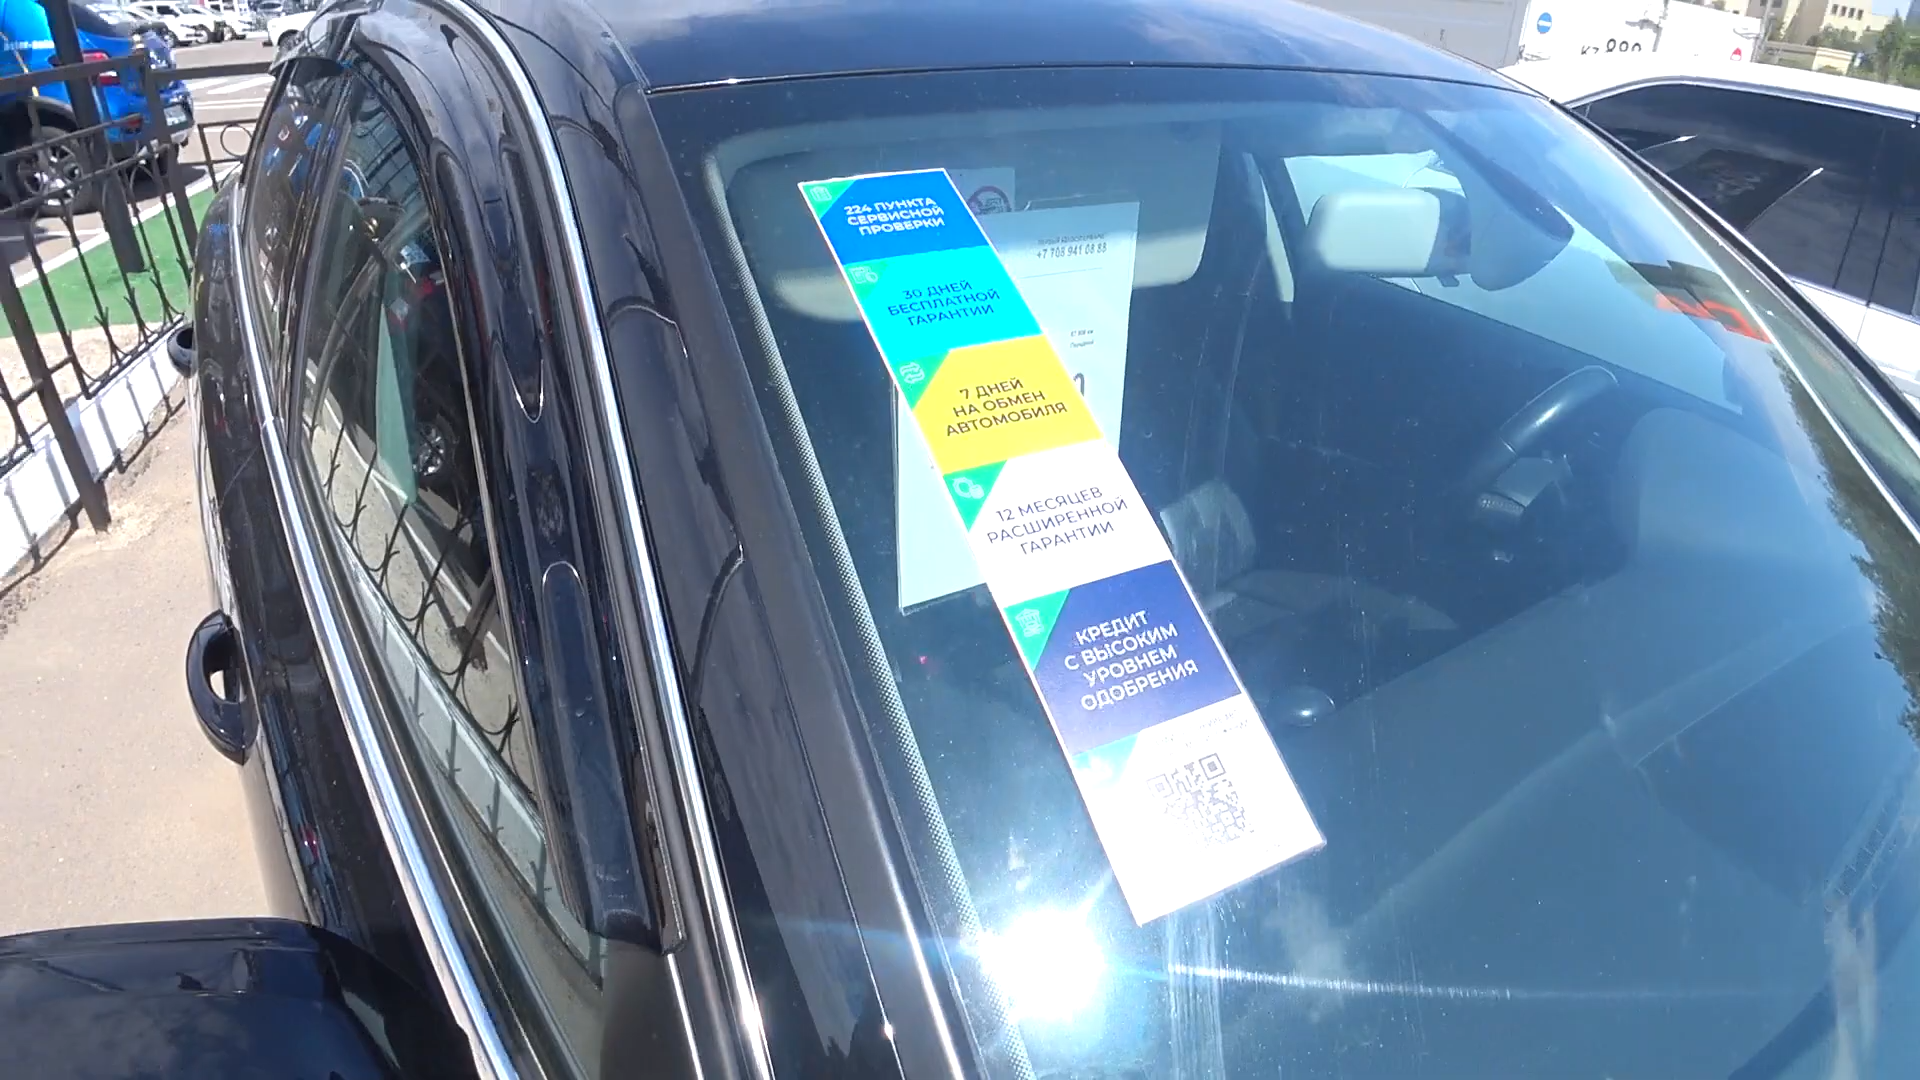 224 ПУНКТА
СЕРВИСНОЙ
ПРОВЕРКИ
+7 708 941 08 88
30 ДНЕЙ
БЕСПЛАТНОЙ
ГАРАНТИИ
7 ДНЕЙ
НА ОБМЕН
АВТОМОБИЛЯ
12 МЕСЯЦЕВ
РАСШИРЕННОЙ
ГАРАНТИИ
КРЕДИТ
С ВЫСОКИМ
УРОВНЕМ
ОДОБРЕНИЯ